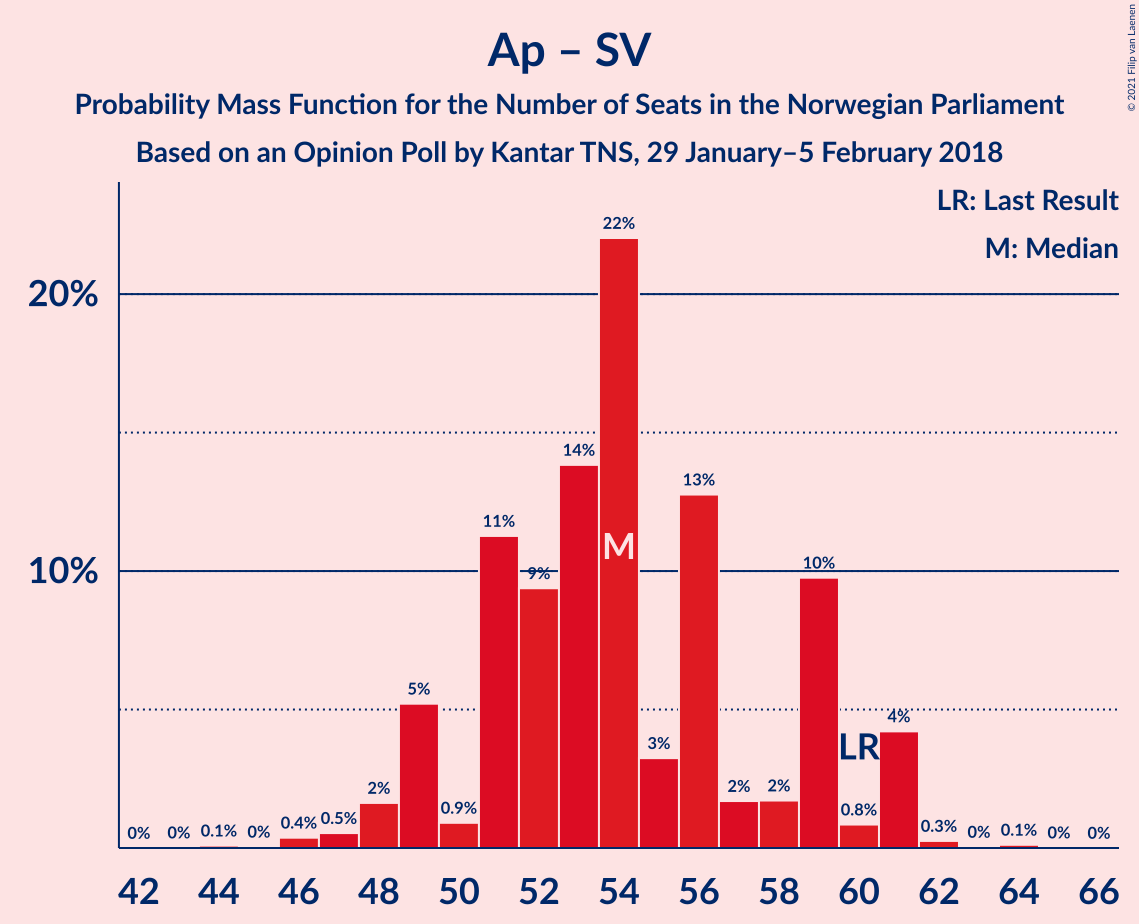 Ap – SV
Probability Mass Function for the Number of Seats in the Norwegian Parliament
Based on an Opinion Poll by Kantar TNS, 29 January–5 February 2018
© 2021 Filip van Laenen
LR: Last Result
M: Median
20%
10%
0% 0% 0.1% 0% 0.4% 0.5% 2% 5% 0.9% 11% 9% 14% 22% 3% 13% 2% 2% 10% 0.8% 4% 0.3% 0% 0.1% 0% 0%
M
LR
42 44 46 48 50 52 54 56 58 60 62 64 66